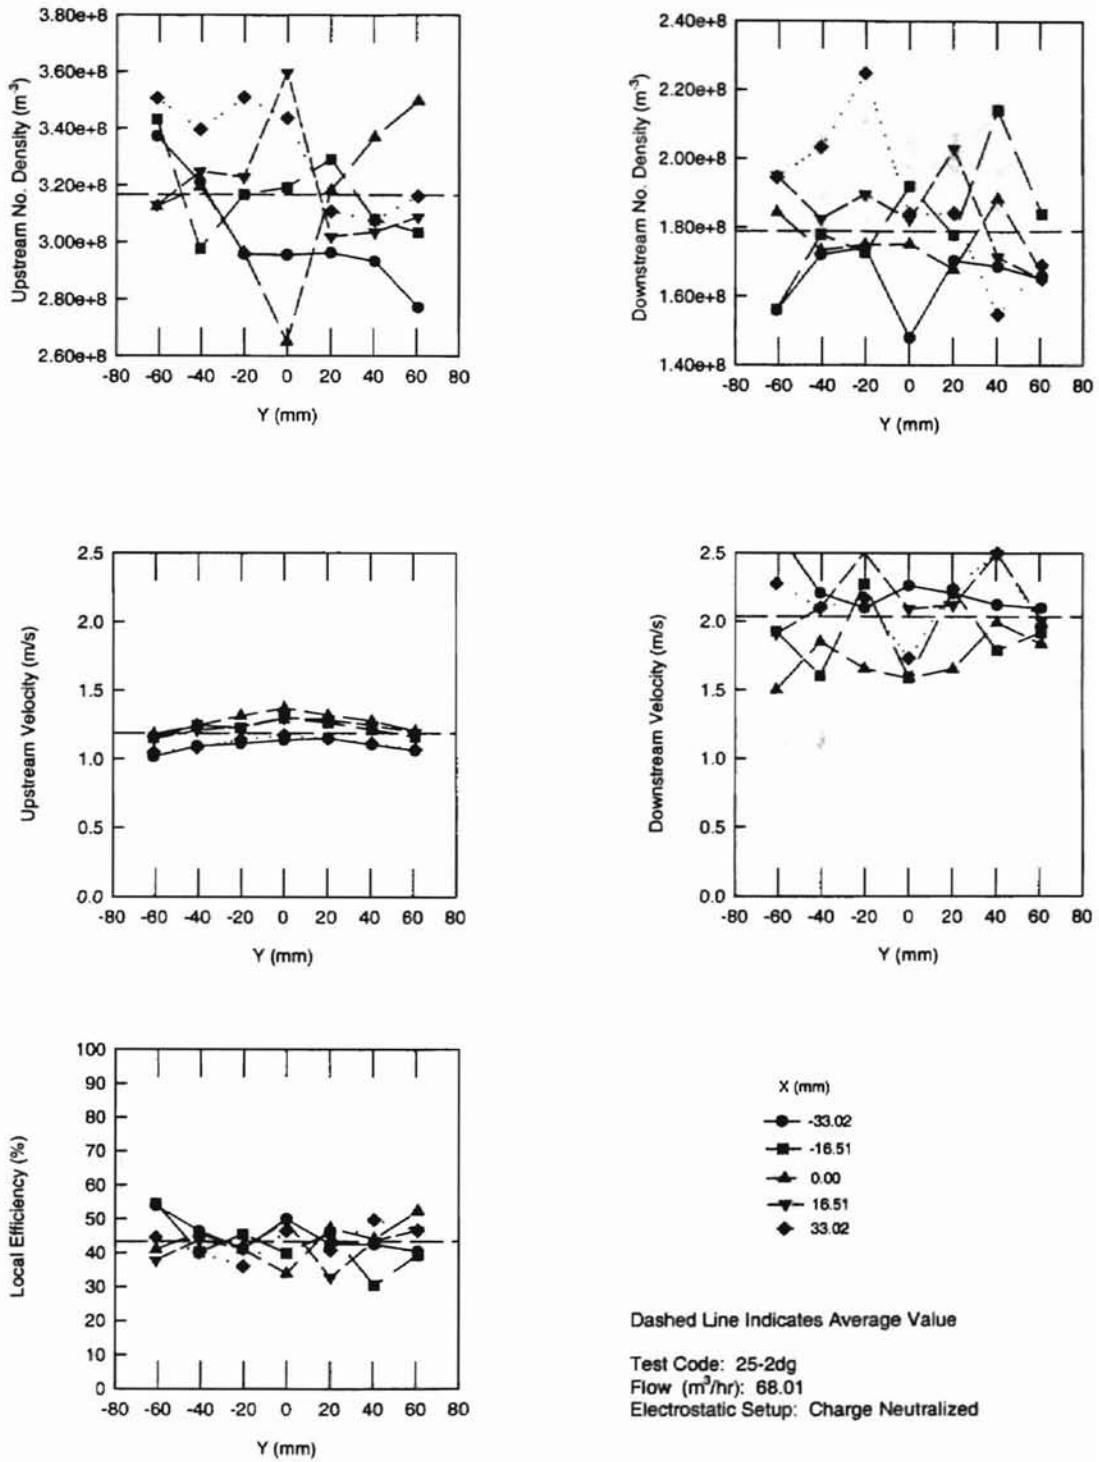 3.80e+8
3.60e+8
3.40e+8
3.20e+8
3.00e+8
2.80e+8
2.60e+8
Upstream No. Density (m-3)
-80 -60 -40 -20 0 20 40 60 80
Y (mm)
2.40e+8
2.20e+8
2.00e+8
1.80e+8
1.60e+8
1.40e+8
Downstream No. Density (m-3)
-80 -60 -40 -20 0 20 40 60 80
Y (mm)
2.5
2.0
1.5
1.0
0.5
0.0
Upstream Velocity (m/s)
-80 -60 -40 -20 0 20 40 60 80
Y (mm)
2.5
2.0
1.5
1.0
0.5
0.0
Downstream Velocity (m/s)
-80 -60 -40 -20 0 20 40 60 80
Y (mm)
100
90
80
70
60
50
40
30
20
10
0
Local Efficiency (%)
-80 -60 -40 -20 0 20 40 60 80
Y (mm)
X (mm)
-33.02
-16.51
0.00
16.51
33.02
Dashed Line Indicates Average Value
Test Code: 25-2dg
Flow (m3/hr): 68.01
Electrostatic Setup: Charge Neutralized